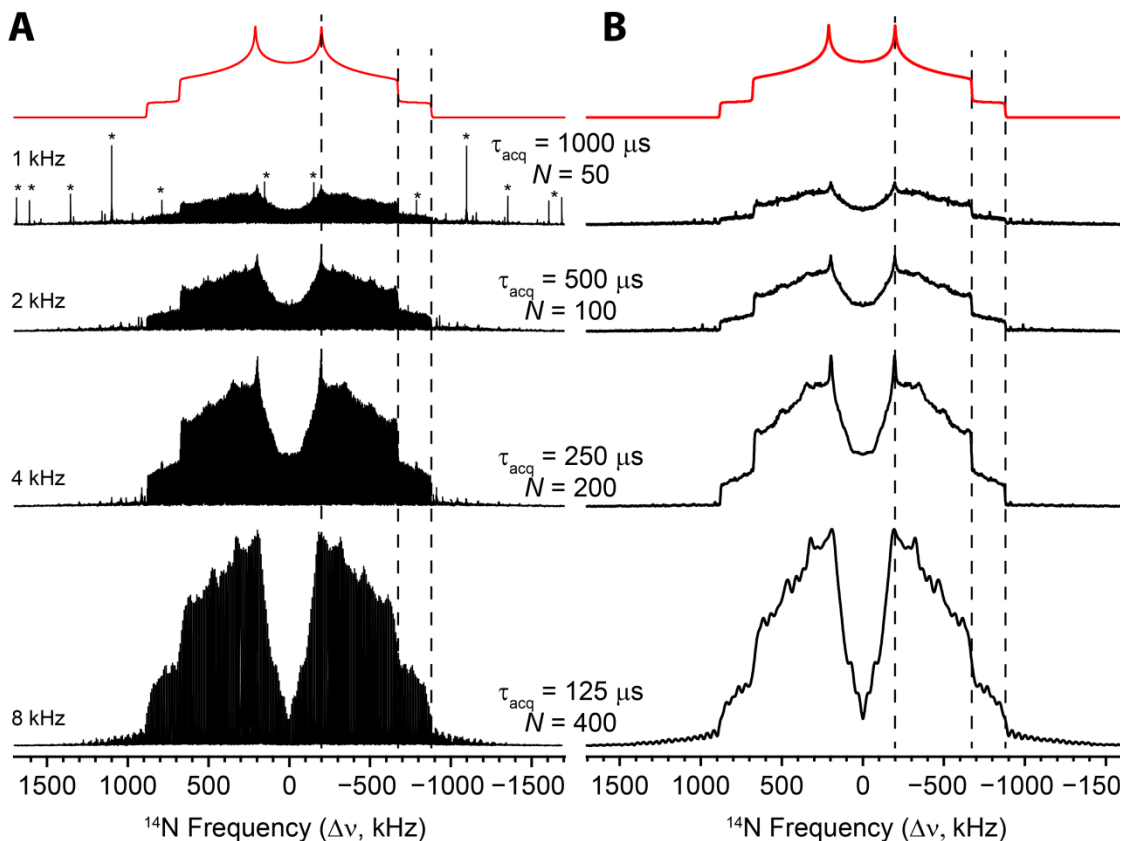 A
B
* * * * * * * * * * * *
1 kHz
τacq = 1000 μs
N = 50
2 kHz
τacq = 500 μs
N = 100
4 kHz
τacq = 250 μs
N = 200
8 kHz
τacq = 125 μs
N = 400
1500 1000 500 0 −500 −1000 −1500
1500 1000 500 0 −500 −1000 −1500
¹⁴N Frequency (Δν, kHz)
¹⁴N Frequency (Δν, kHz)